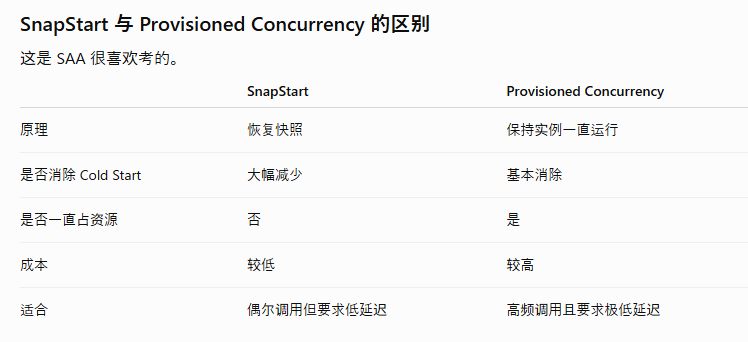 SnapStart 与 Provisioned Concurrency 的区别
这是 SAA 很喜欢考的。
SnapStart Provisioned Concurrency
原理 恢复快照 保持实例一直运行
是否消除 Cold Start 大幅减少 基本消除
是否一直占资源 否 是
成本 较低 较高
适合 偶尔调用但要求低延迟 高频调用且要求极低延迟